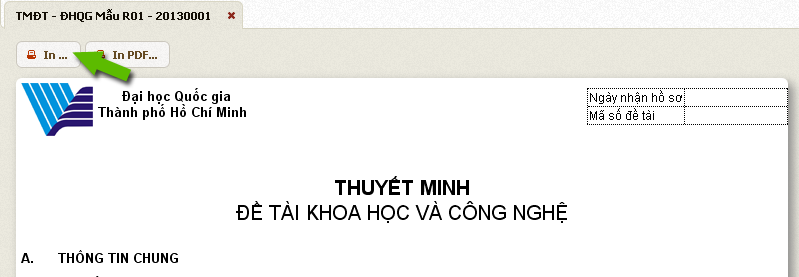 TMĐT - ĐHQG Mẫu R01 - 20130001
In ... In PDF...
Đại học Quốc gia
Thành phố Hồ Chí Minh
Ngày nhận hồ sơ
Mã số đề tài
THUYẾT MINH
ĐỀ TÀI KHOA HỌC VÀ CÔNG NGHỆ
A. THÔNG TIN CHUNG